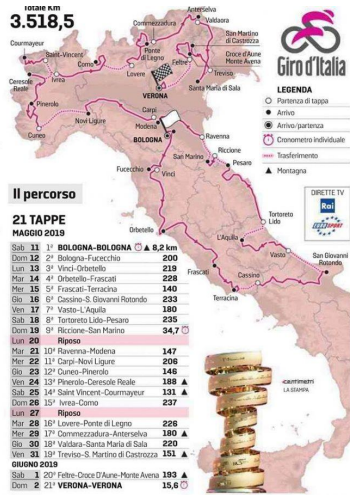 Totale Km
3.518,5
Giro d'Italia
LEGENDA
Partenza di tappa
Arrivo
Arrivo/partenza
Cronometro individuale
Trasferimento
Montagna
DIRETTE TV
Rai
EUROSPORT
Courmayeur
Saint-Vincent
Como
Commezzadura
Ponte di Legno
Anterselva
Valdaora
San Martino di Castrozza
Feltre
Croce d'Aune
Monte Avena
Treviso
Santa Maria di Sala
Lovere
VERONA
Ceresole Reale
Ivrea
Pinerolo
Cuneo
Novi Ligure
Carpi
Modena
BOLOGNA
Ravenna
Riccione
San Marino
Pesaro
Fucecchio
Vinci
Orbetello
L'Aquila
Tortoreto Lido
Vasto
San Giovanni Rotondo
Frascati
Cassino
Terracina
Il percorso
21 TAPPE
MAGGIO 2019
Sab 11 1ª BOLOGNA-BOLOGNA 8,2 km
Dom 12 2ª Bologna-Fucecchio 200
Lun 13 3ª Vinci-Orbetello 219
Mar 14 4ª Orbetello-Frascati 228
Mer 15 5ª Frascati-Terracina 140
Gio 16 6ª Cassino-S. Giovanni Rotondo 233
Ven 17 7ª Vasto-L'Aquila 180
Sab 18 8ª Tortoreto Lido-Pesaro 235
Dom 19 9ª Riccione-San Marino 34,7
Lun 20 Riposo
Mar 21 10ª Ravenna-Modena 147
Mer 22 11ª Carpi-Novi Ligure 206
Gio 23 12ª Cuneo-Pinerolo 146
Ven 24 13ª Pinerolo-Ceresole Reale 188
Sab 25 14ª Saint Vincent-Courmayeur 131
Dom 26 15ª Ivrea-Como 237
Lun 27 Riposo
Mar 28 16ª Lovere-Ponte di Legno 226
Mer 29 17ª Commezzadura-Anterselva 180
Gio 30 18ª Valdaora-Santa Maria di Sala 220
Ven 31 19ª Treviso-S. Martino di Castrozza 151
GIUGNO 2019
Sab 1 20ª Feltre-Croce D'Aune-Monte Avena 193
Dom 2 21ª VERONA-VERONA 15,6
centimetri
LA STAMPA